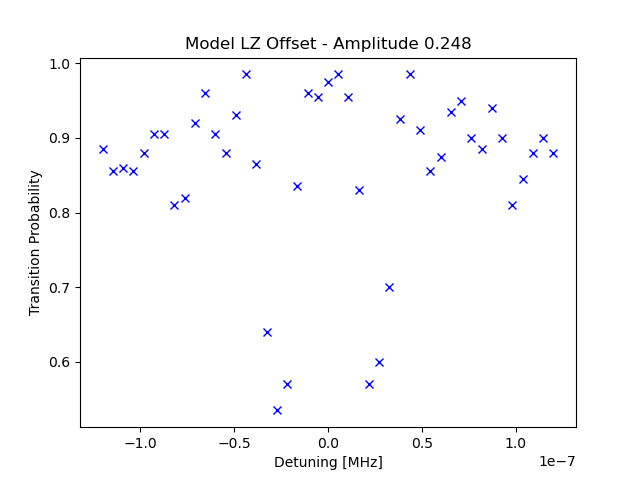 Model LZ Offset - Amplitude 0.248
1.0
0.9
0.8
0.7
0.6
Transition Probability
−1.0
−0.5
0.0
0.5
1.0
1e−7
Detuning [MHz]